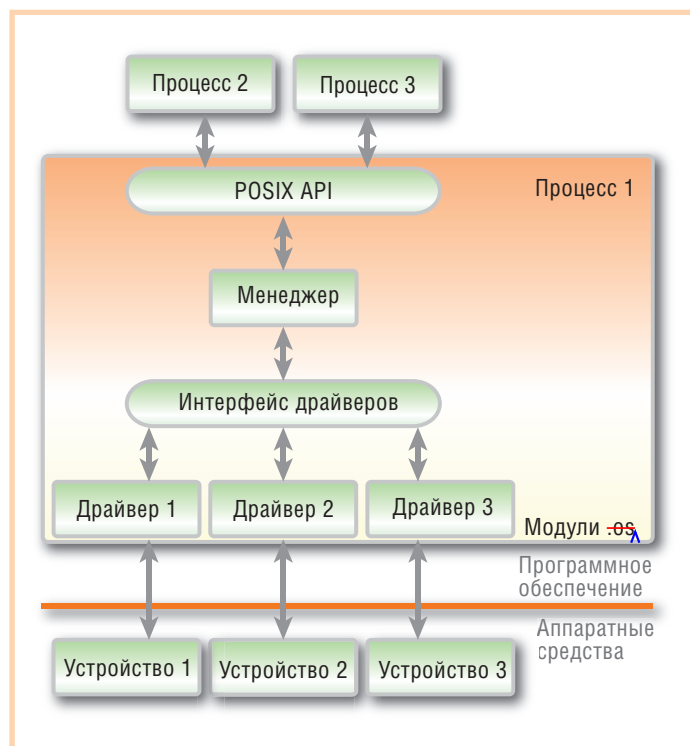 Процесс 2
Процесс 3
POSIX API
Процесс 1
Менеджер
Интерфейс драйверов
Драйвер 1
Драйвер 2
Драйвер 3
Модули .os
Программное
обеспечение
Аппаратные
средства
Устройство 1
Устройство 2
Устройство 3